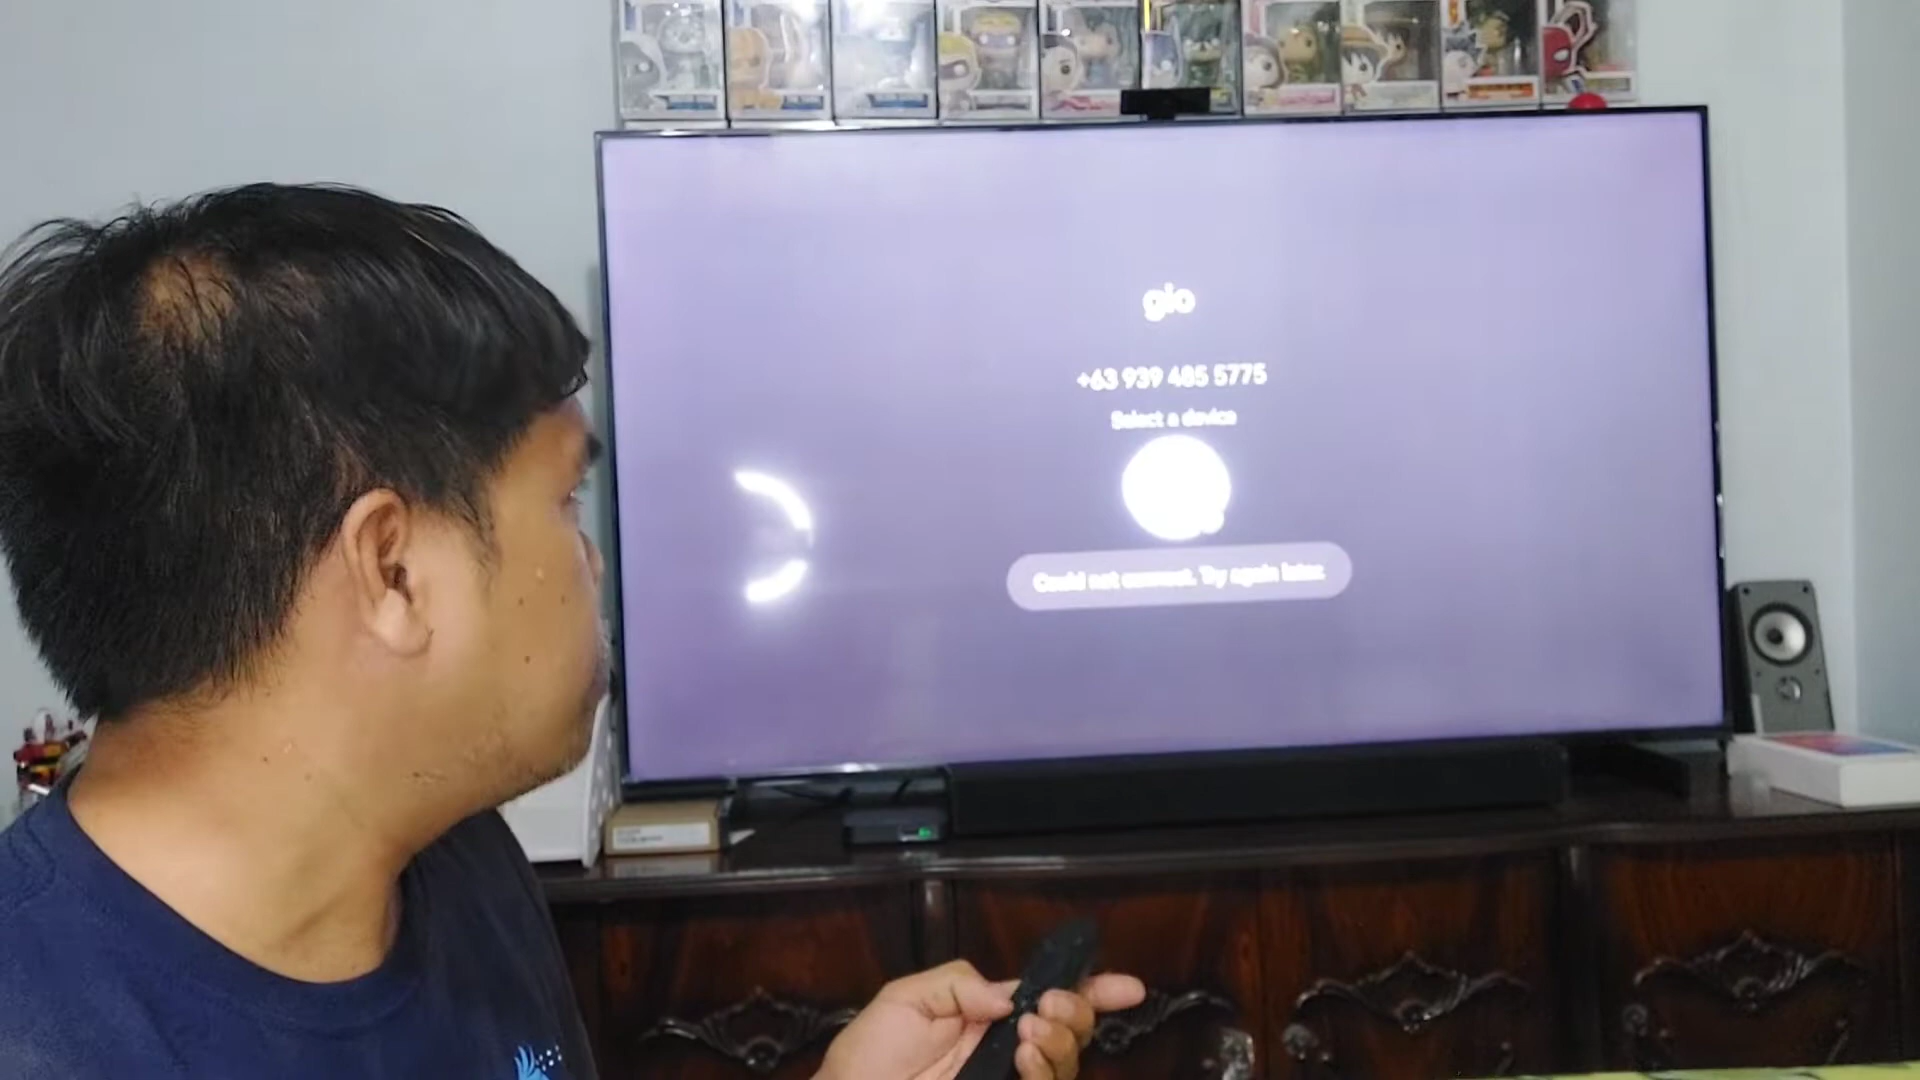 gio
+63 939 485 5775
Select a device
Could not connect. Try again later.